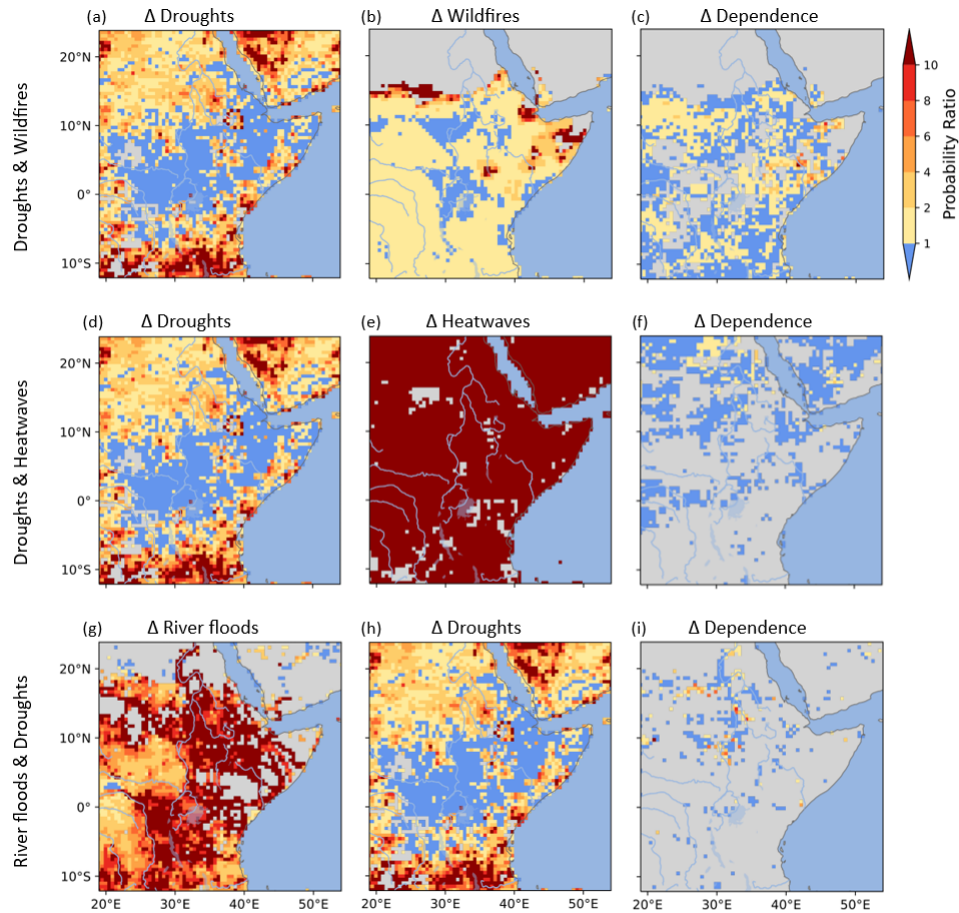 (a) Δ Droughts
(b) Δ Wildfires
(c) Δ Dependence
Droughts & Wildfires
20°N
10°N
0°
10°S
10
8
6
4
2
1
Probability Ratio
(d) Δ Droughts
(e) Δ Heatwaves
(f) Δ Dependence
Droughts & Heatwaves
20°N
10°N
0°
10°S
(g) Δ River floods
(h) Δ Droughts
(i) Δ Dependence
River floods & Droughts
20°N
10°N
0°
10°S
20°E 30°E 40°E 50°E
20°E 30°E 40°E 50°E
20°E 30°E 40°E 50°E